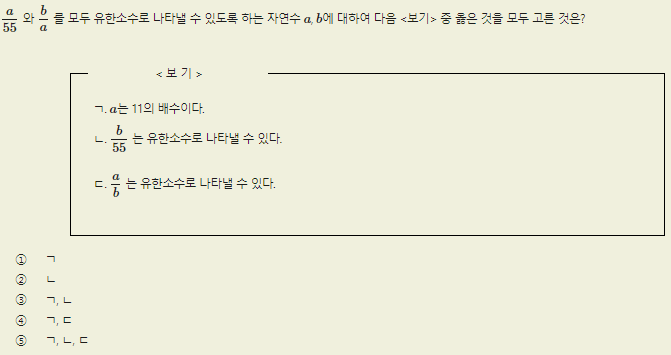 a/55 와 b/a 를 모두 유한소수로 나타낼 수 있도록 하는 자연수 a, b에 대하여 다음 <보기> 중 옳은 것을 모두 고른 것은?
< 보 기 >
ㄱ. a는 11의 배수이다.
ㄴ. b/55 는 유한소수로 나타낼 수 있다.
ㄷ. a/b 는 유한소수로 나타낼 수 있다.
① ㄱ
② ㄴ
③ ㄱ, ㄴ
④ ㄱ, ㄷ
⑤ ㄱ, ㄴ, ㄷ